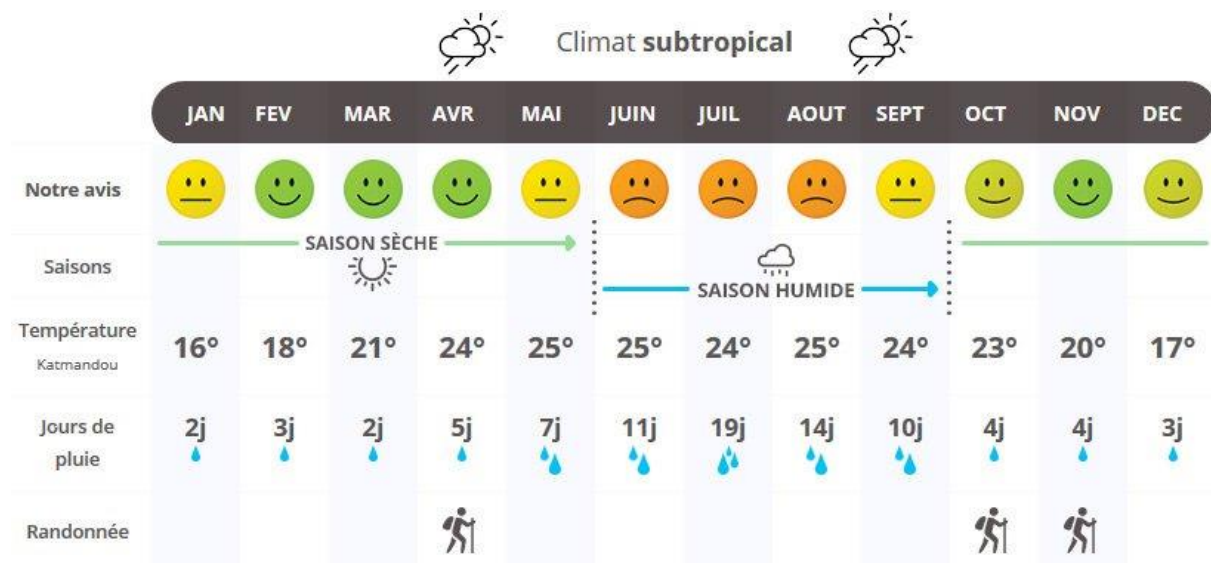 Climat subtropical
JAN FEV MAR AVR MAI JUIN JUIL AOUT SEPT OCT NOV DEC
Notre avis
SAISON SÈCHE
Saisons
SAISON HUMIDE
Température
Katmandou
16° 18° 21° 24° 25° 25° 24° 25° 24° 23° 20° 17°
Jours de
pluie
2j 3j 2j 5j 7j 11j 19j 14j 10j 4j 4j 3j
Randonnée